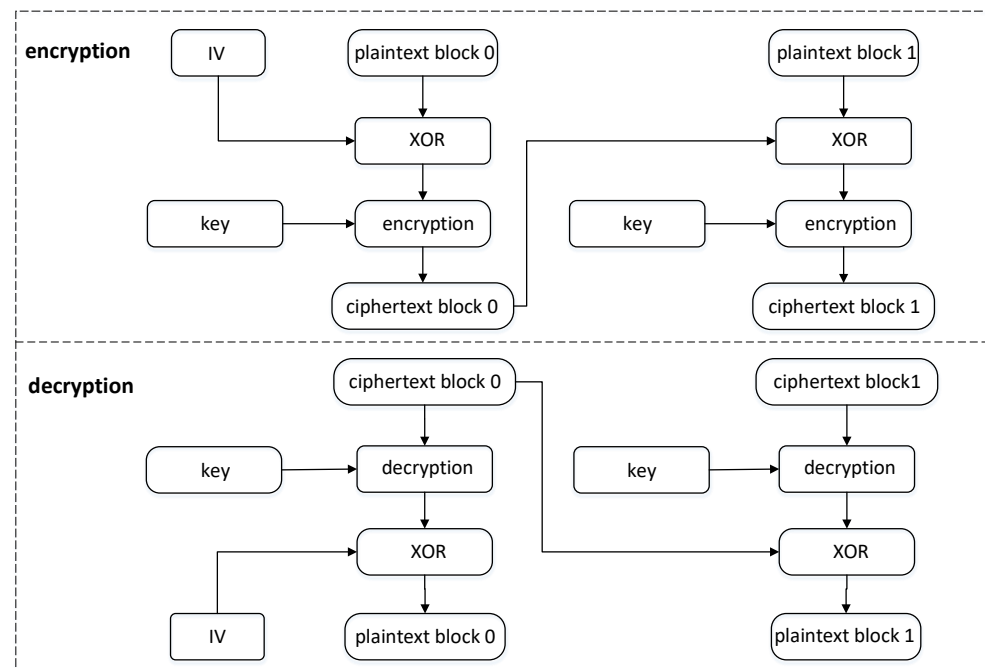 encryption
IV
plaintext block 0
plaintext block 1
XOR
XOR
key
encryption
key
encryption
ciphertext block 0
ciphertext block 1
decryption
ciphertext block 0
ciphertext block1
key
decryption
key
decryption
XOR
XOR
IV
plaintext block 0
plaintext block 1